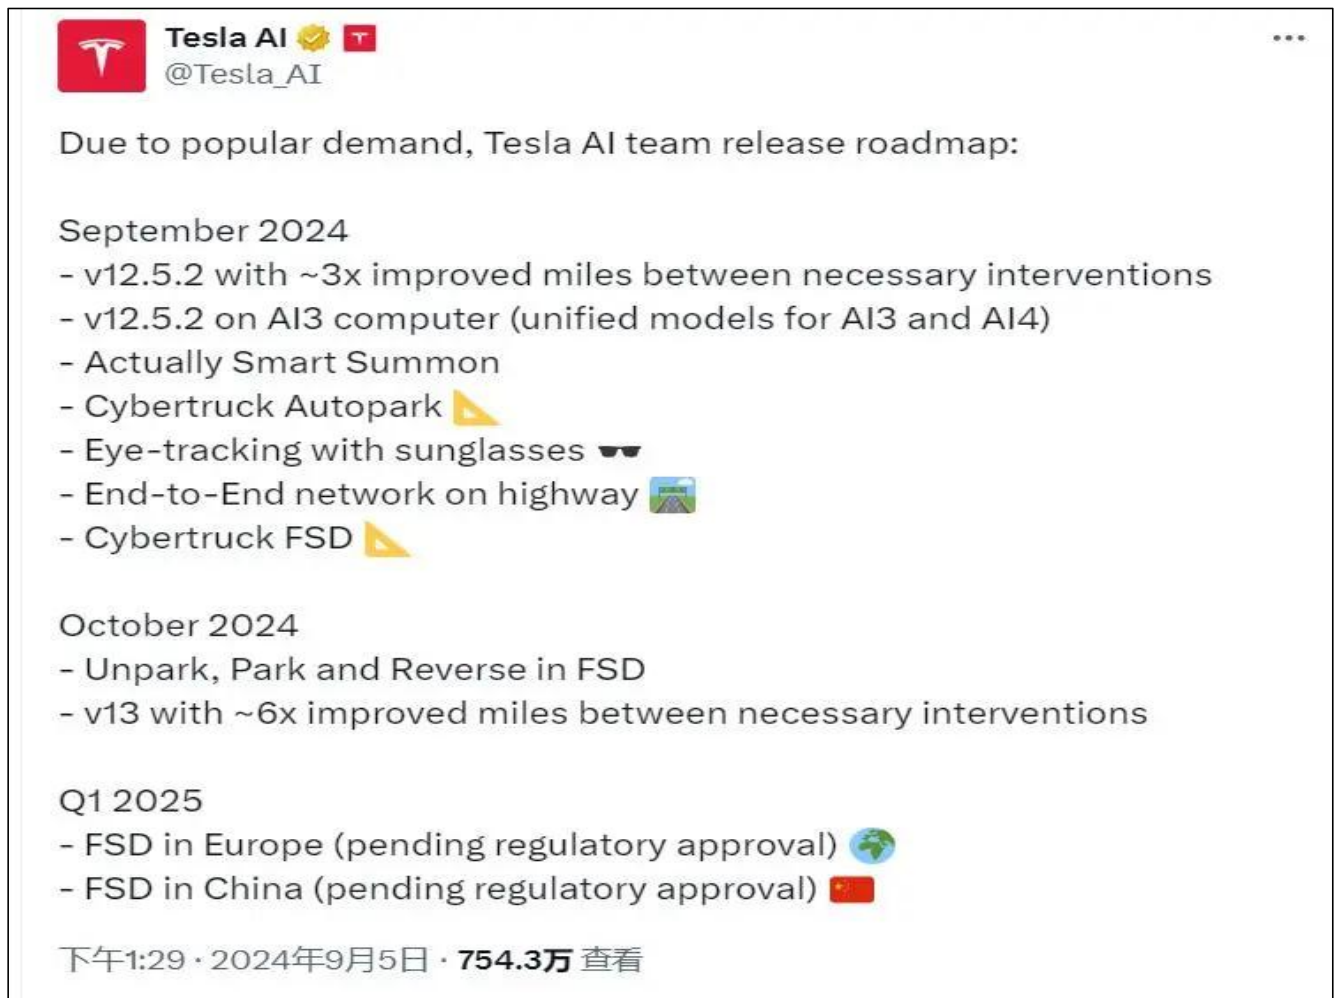 Tesla AI
@Tesla_AI
Due to popular demand, Tesla AI team release roadmap:
September 2024
- v12.5.2 with ~3x improved miles between necessary interventions
- v12.5.2 on AI3 computer (unified models for AI3 and AI4)
- Actually Smart Summon
- Cybertruck Autopark 📐
- Eye-tracking with sunglasses 🕶️
- End-to-End network on highway 🛣️
- Cybertruck FSD 📐
October 2024
- Unpark, Park and Reverse in FSD
- v13 with ~6x improved miles between necessary interventions
Q1 2025
- FSD in Europe (pending regulatory approval) 🌍
- FSD in China (pending regulatory approval) 🇨🇳
下午1:29 · 2024年9月5日 · 754.3万 查看